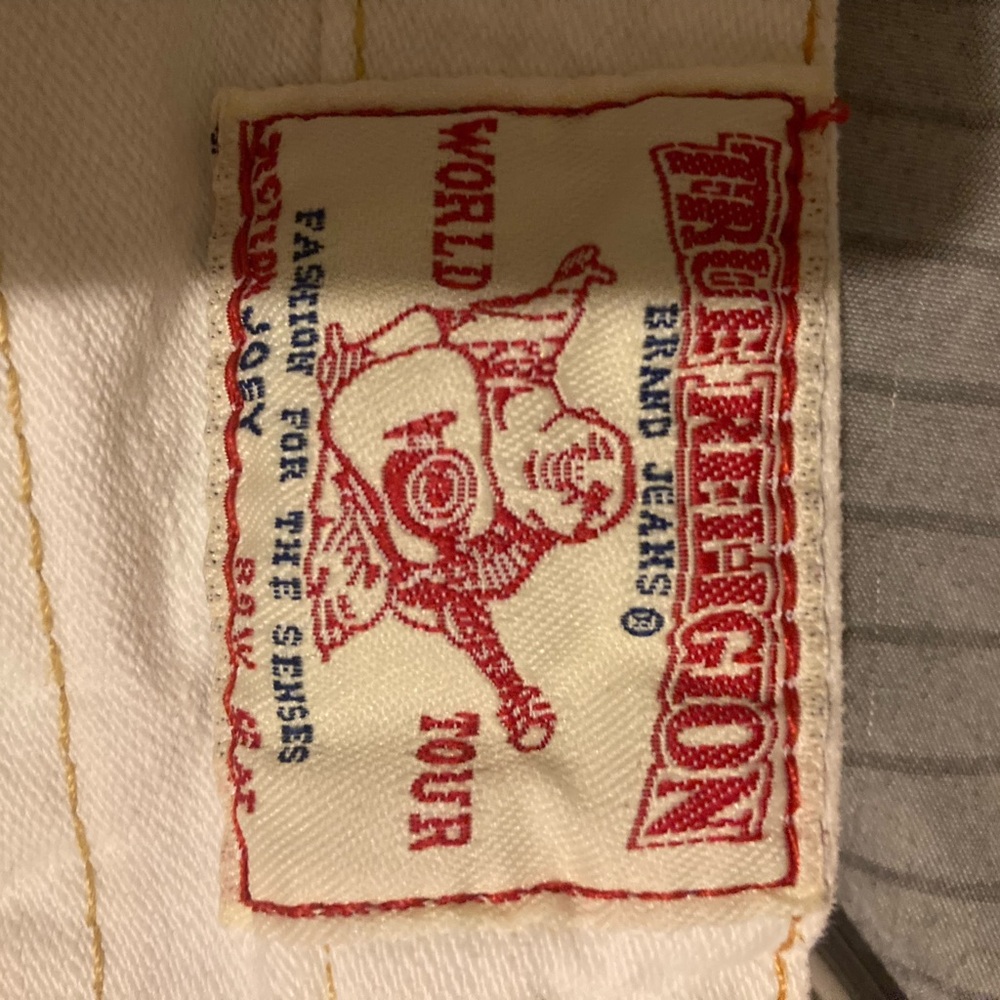 TRUE RELIGION
BRAND JEANS ®
WORLD TOUR
FASHION FOR THE SENSES
JOEY